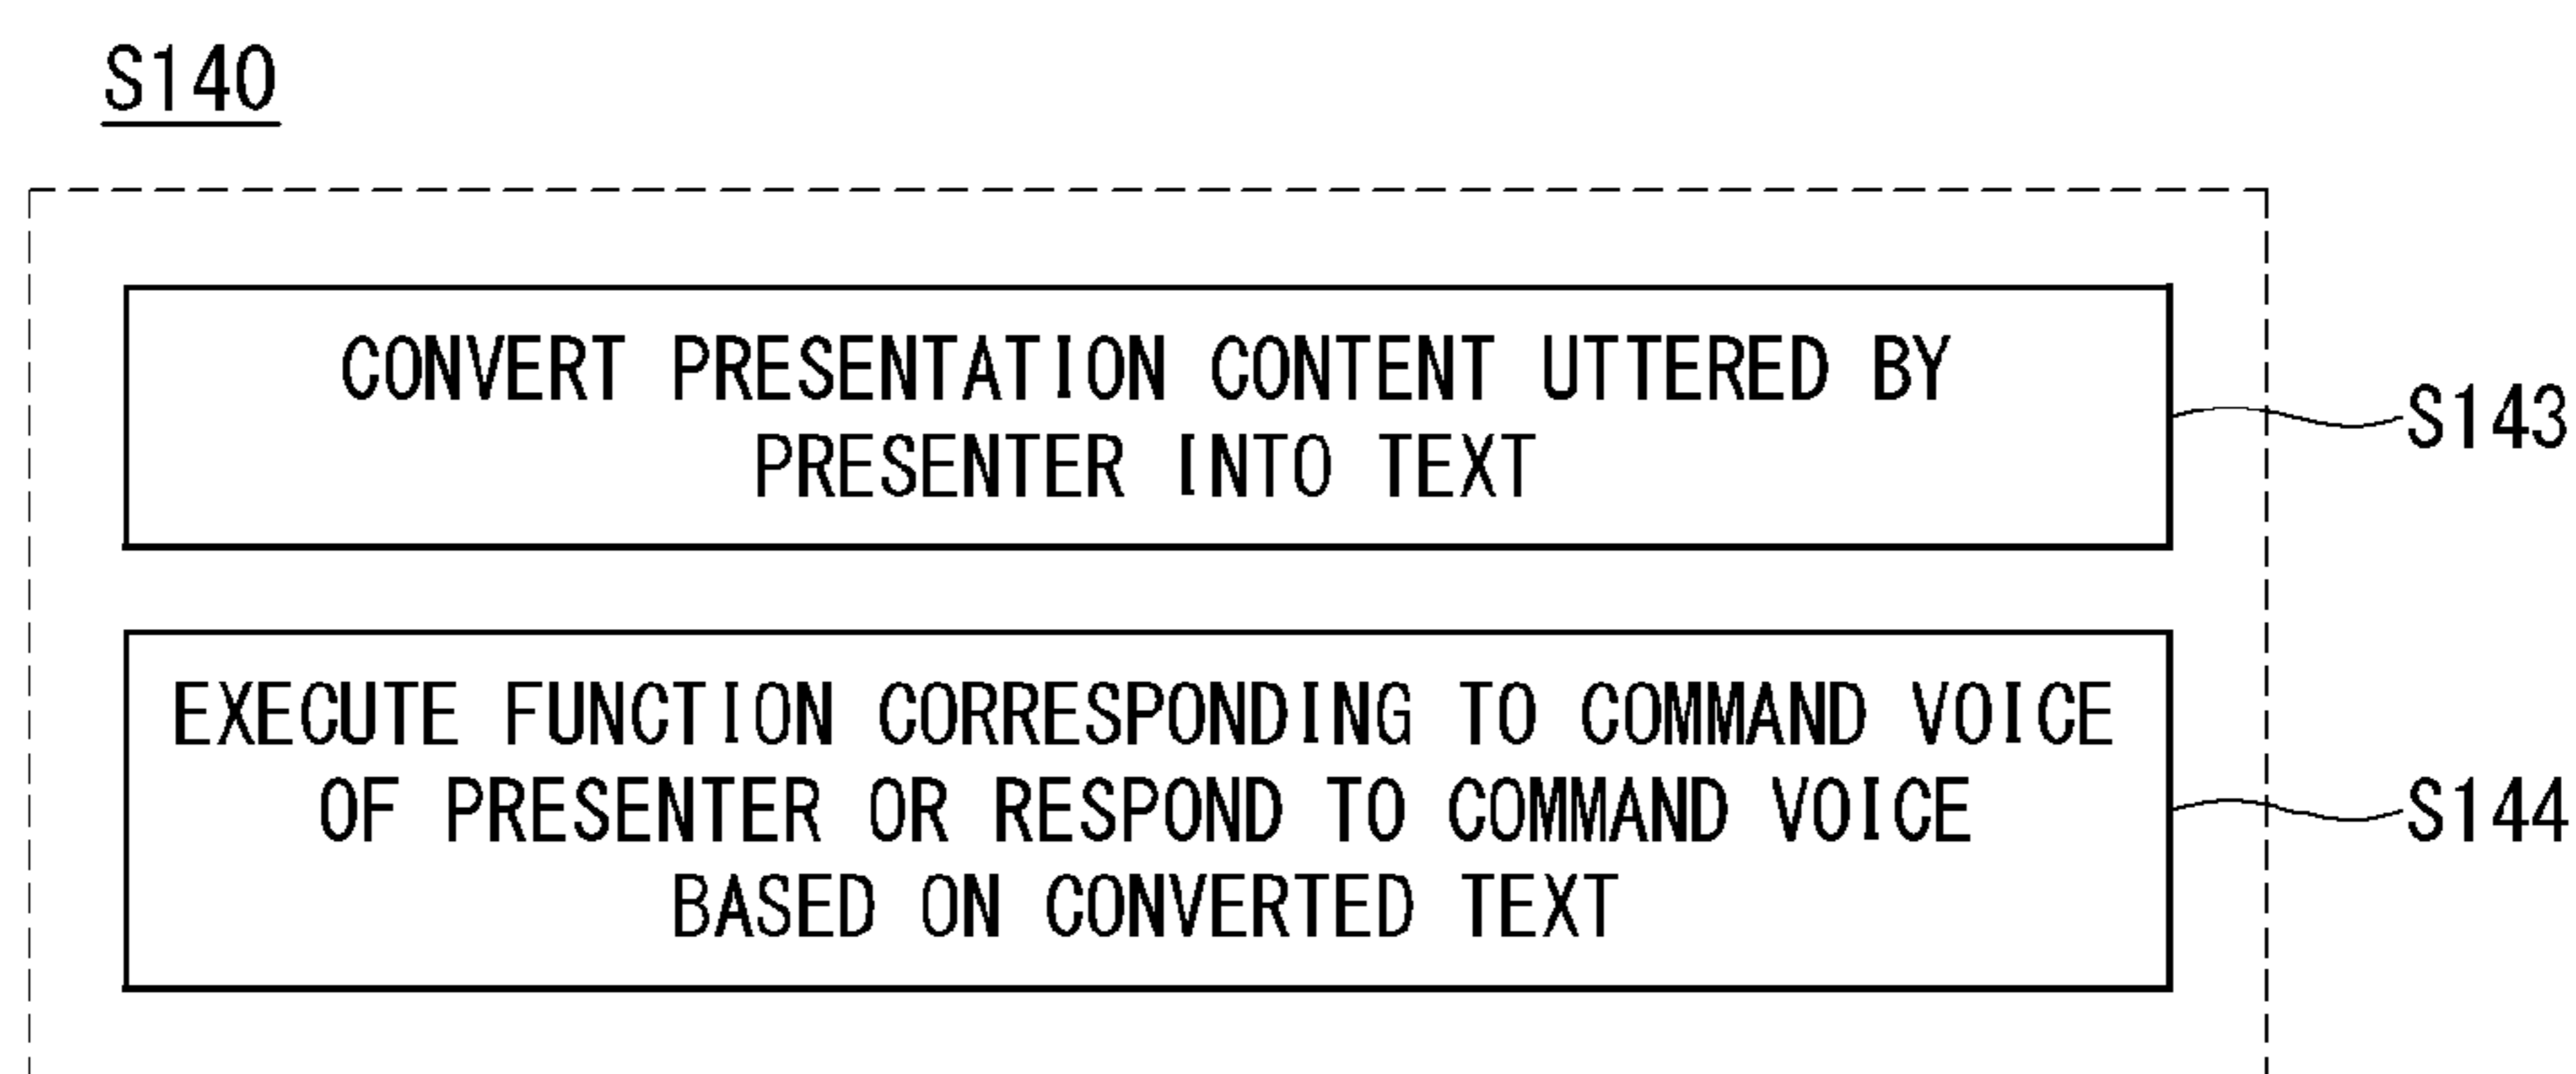 S140
CONVERT PRESENTATION CONTENT UTTERED BY
PRESENTER INTO TEXT
S143
EXECUTE FUNCTION CORRESPONDING TO COMMAND VOICE
OF PRESENTER OR RESPOND TO COMMAND VOICE
BASED ON CONVERTED TEXT
S144